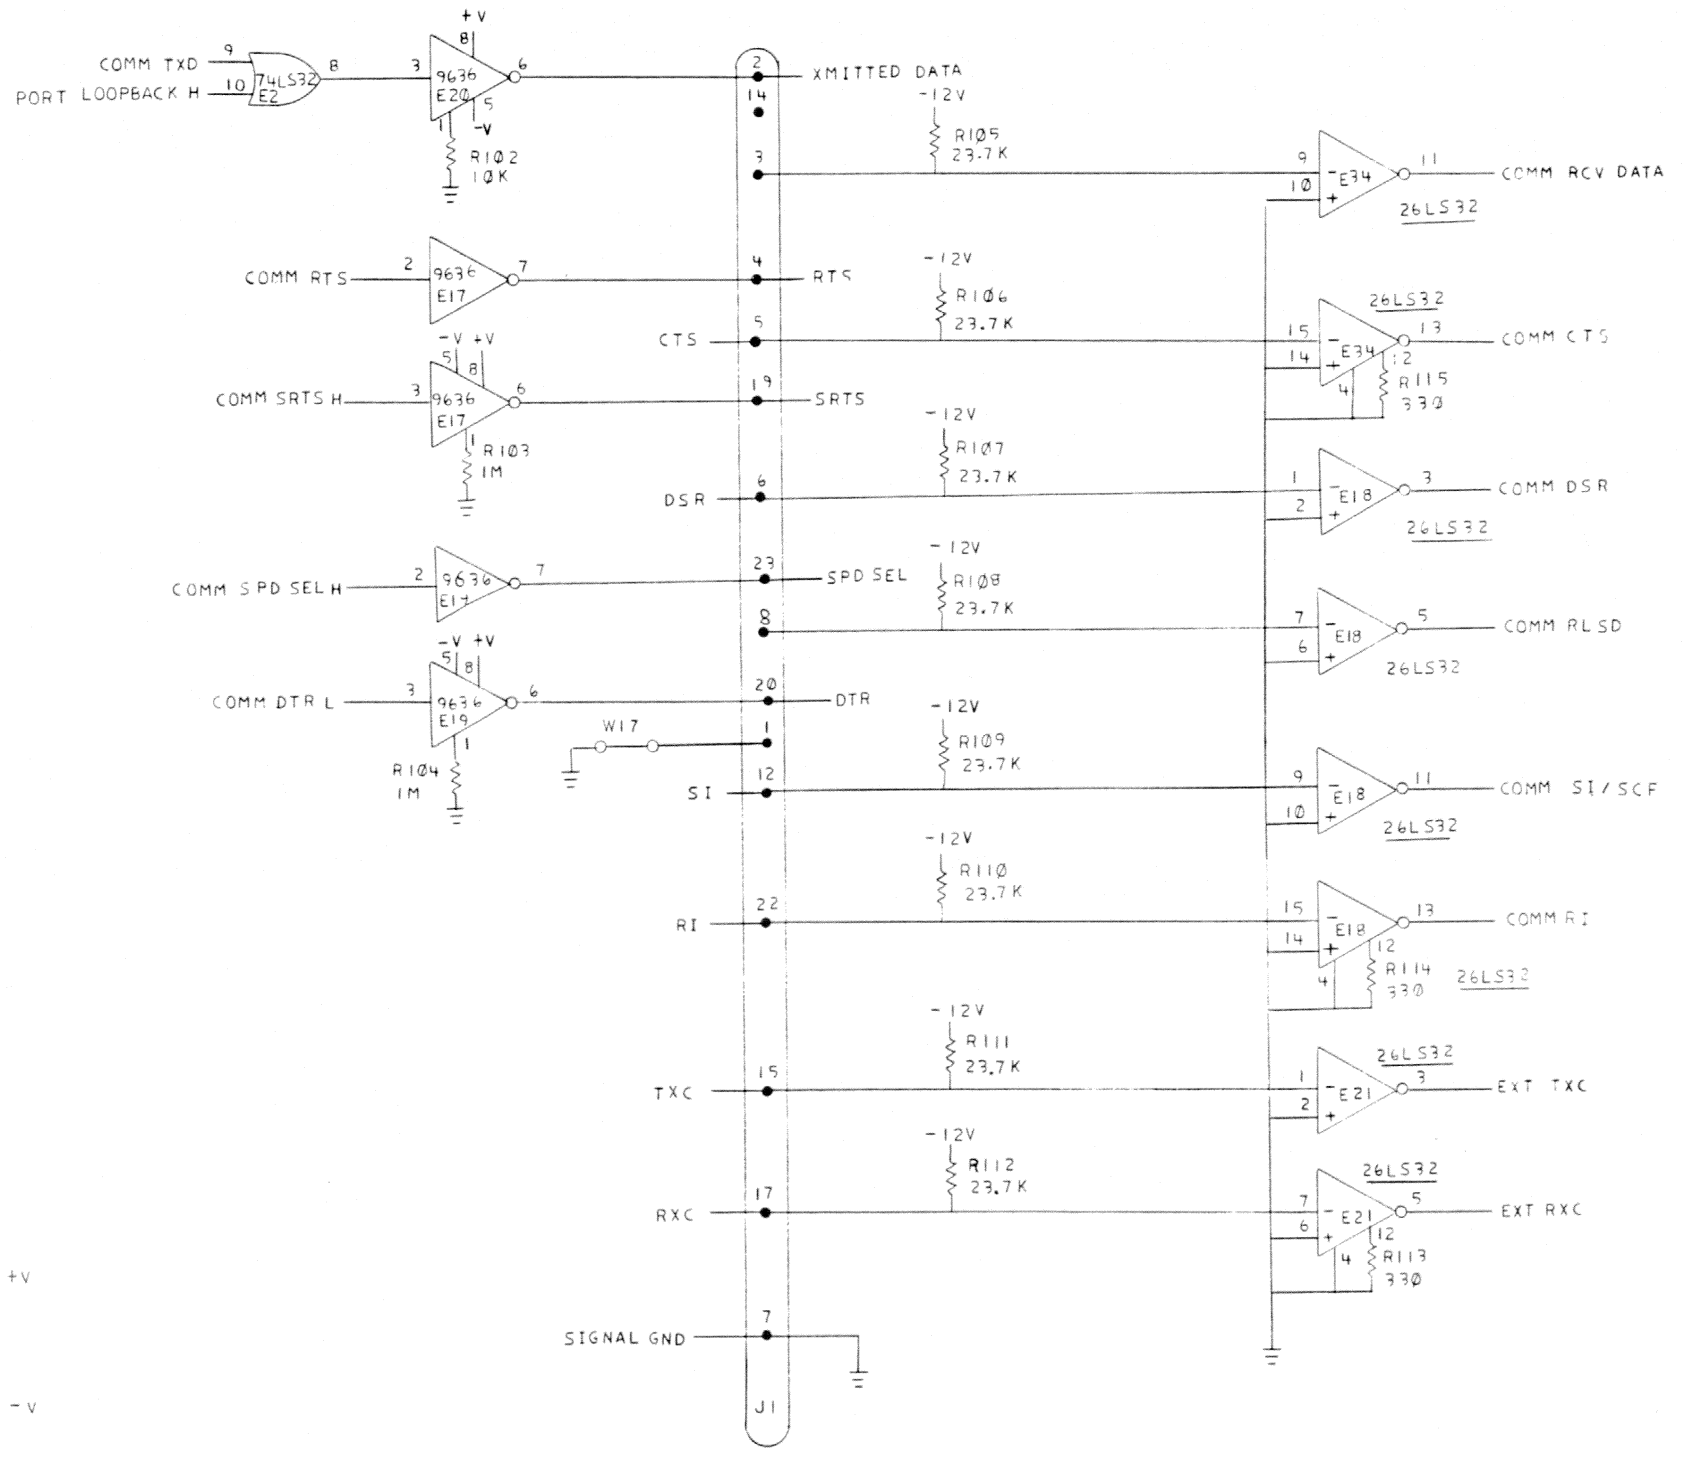 +V
COMM TXD 9
PORT LOOPBACK H 10
74LS32
E2
8
3
9636
E20
8
5
-V
1
6
R102
10K
2
XMITTED DATA
14
-12V
R105
23.7K
3
9
10
-
+
E34
11
COMM RCV DATA
26LS32
COMM RTS 2
9636
E17
7
4
RTS
-12V
R106
23.7K
CTS
5
26LS32
15
14
-
+
E34
13
COMM CTS
12
4
R115
330
-V +V
5 8
COMM SRTS H 3
9636
E17
6
1
R103
1M
19
SRTS
-12V
R107
23.7K
DSR
6
1
2
-
+
E18
3
COMM DSR
26LS32
COMM SPD SEL H 2
9636
7
23
SPD SEL
-12V
R108
23.7K
8
7
6
-
+
E18
5
COMM RLSD
26LS32
-V +V
5 8
COMM DTR L 3
9636
E19
6
1
R104
1M
20
DTR
W17
1
-12V
R109
23.7K
SI
12
9
10
-
+
E18
11
COMM SI/SCF
26LS32
-12V
R110
23.7K
RI
22
15
14
-
+
E18
13
COMM RI
12
4
R114
330
26LS32
-12V
R111
23.7K
TXC
15
1
2
-
+
E21
26LS32
3
EXT TXC
-12V
R112
23.7K
RXC
17
7
6
-
+
E21
26LS32
5
EXT RXC
12
4
R113
330
+V
SIGNAL GND
7
-V
J1